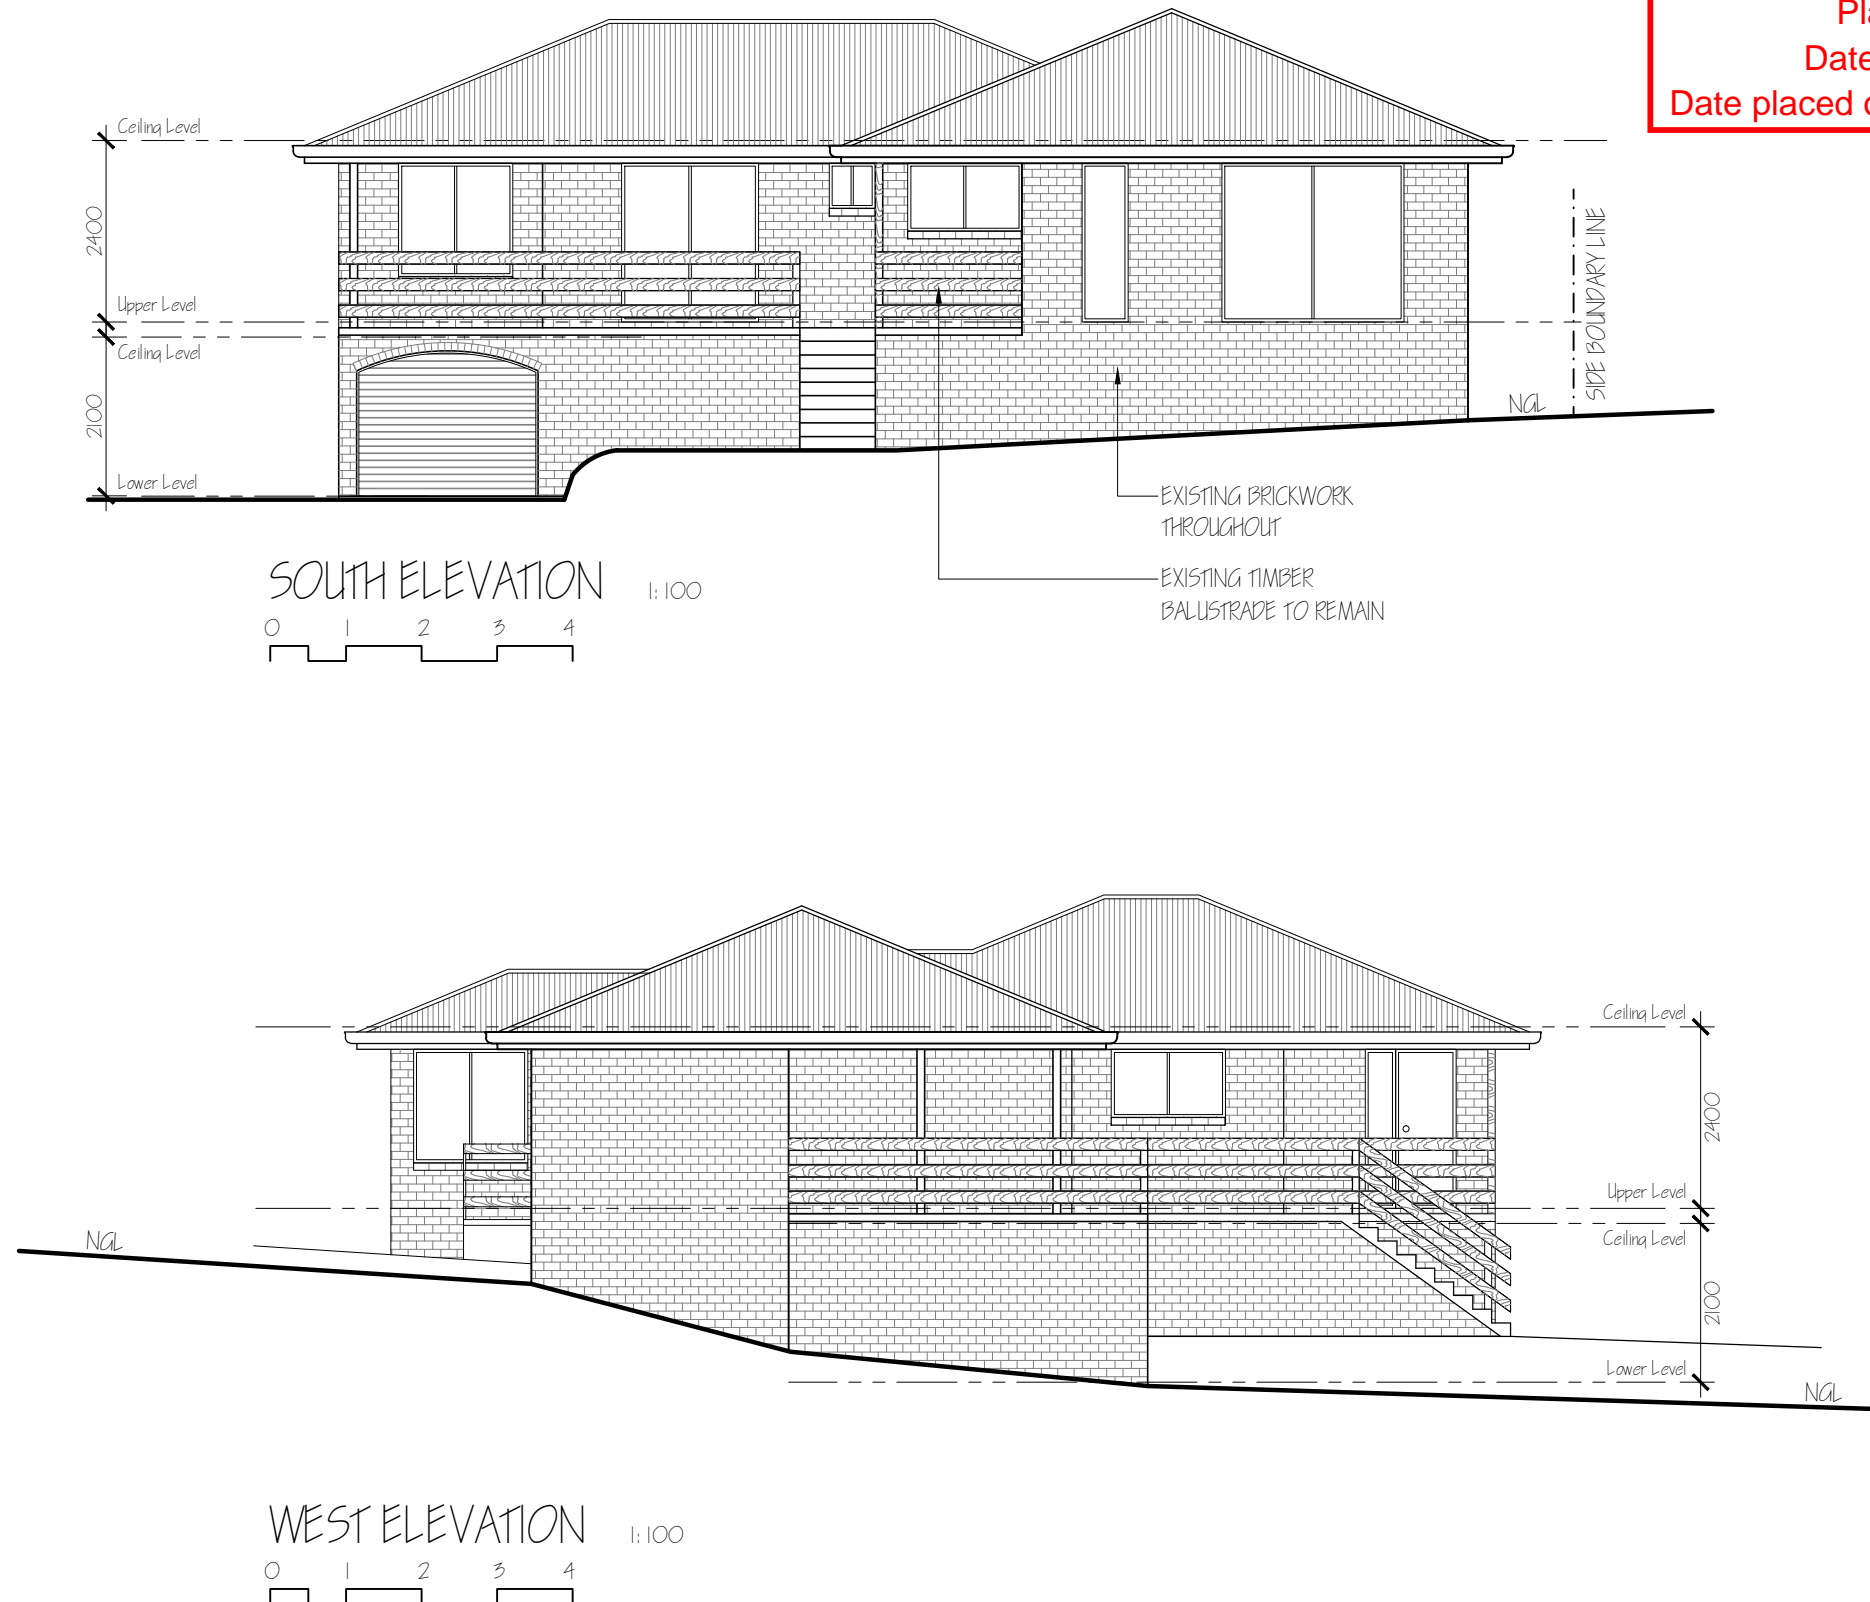 Date
Date placed
Ceiling Level
2400
Upper Level
Ceiling Level
2100
Lower Level
SIDE BOUNDARY LINE
NGL
EXISTING BRICKWORK
THROUGHOUT
EXISTING TIMBER
BALUSTRADE TO REMAIN
SOUTH ELEVATION 1:100
0 1 2 3 4
Ceiling Level
2400
Upper Level
Ceiling Level
2100
Lower Level
NGL
NGL
WEST ELEVATION 1:100
0 1 2 3 4